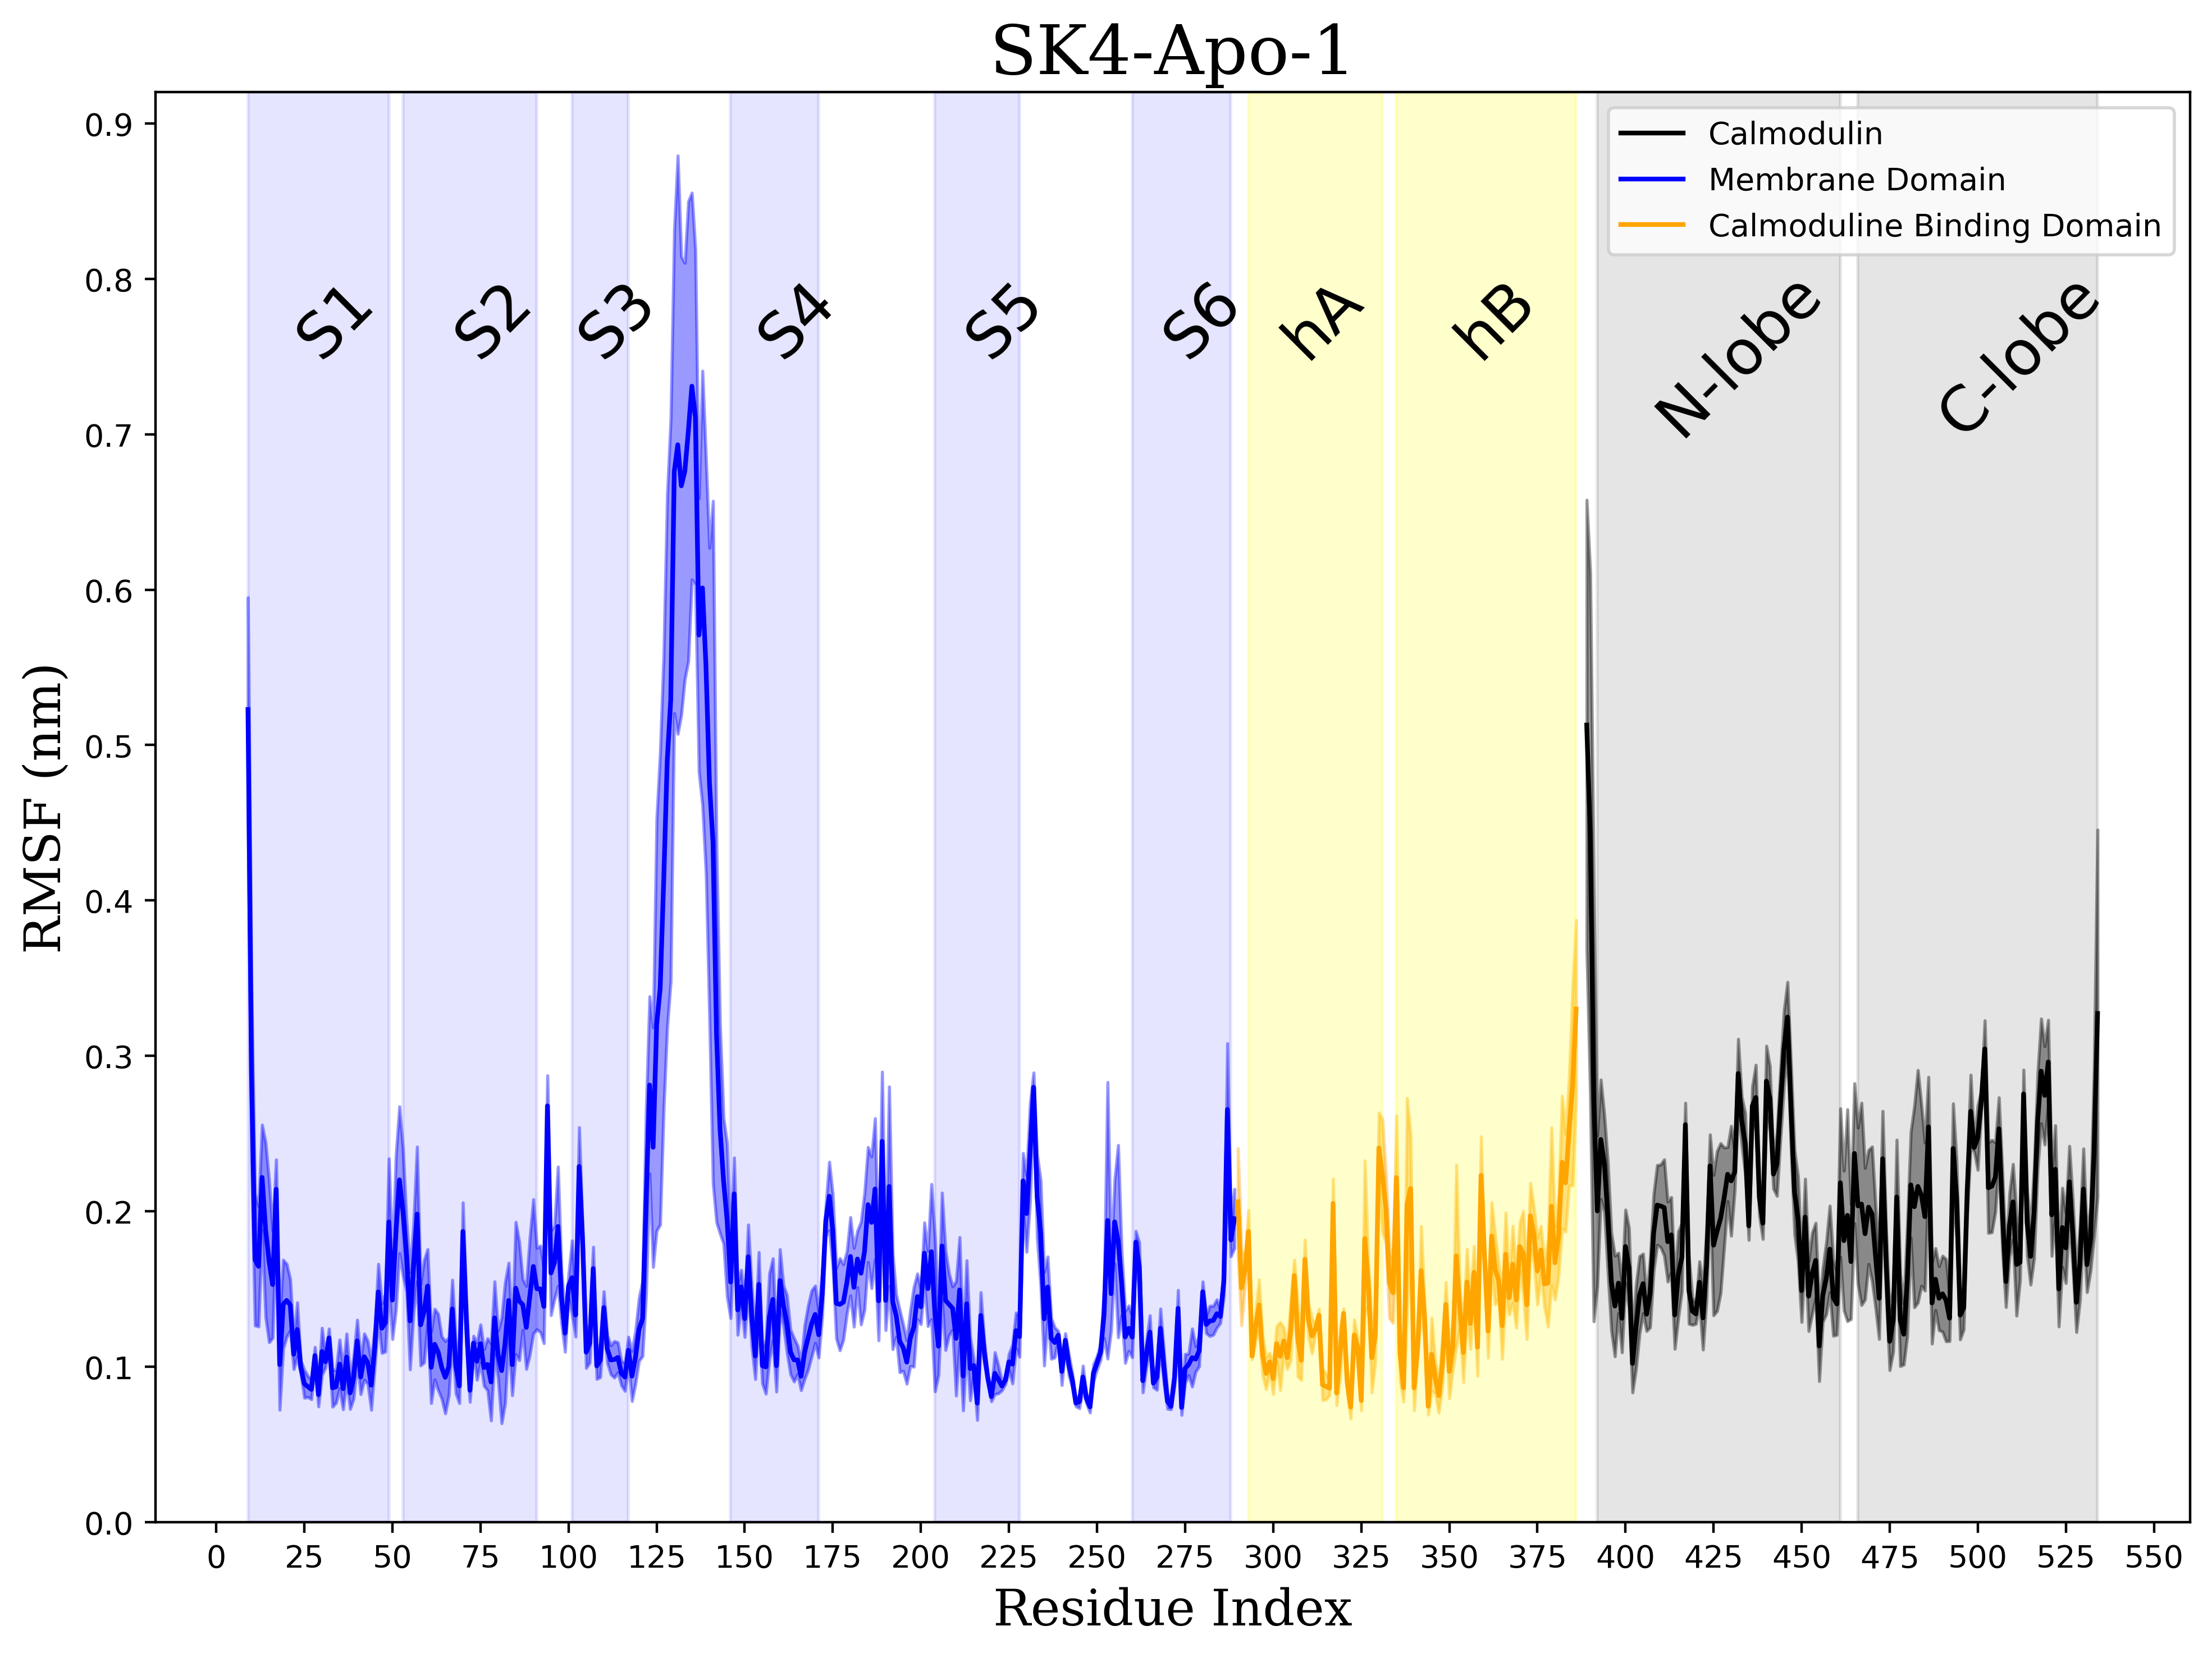 SK4-Apo-1
Calmodulin
Membrane Domain
Calmoduline Binding Domain
S1 S2 S3 S4 S5 S6 hA hB N-lobe C-lobe
RMSF (nm)
0.9
0.8
0.7
0.6
0.5
0.4
0.3
0.2
0.1
0.0
0 25 50 75 100 125 150 175 200 225 250 275 300 325 350 375 400 425 450 475 500 525 550
Residue Index